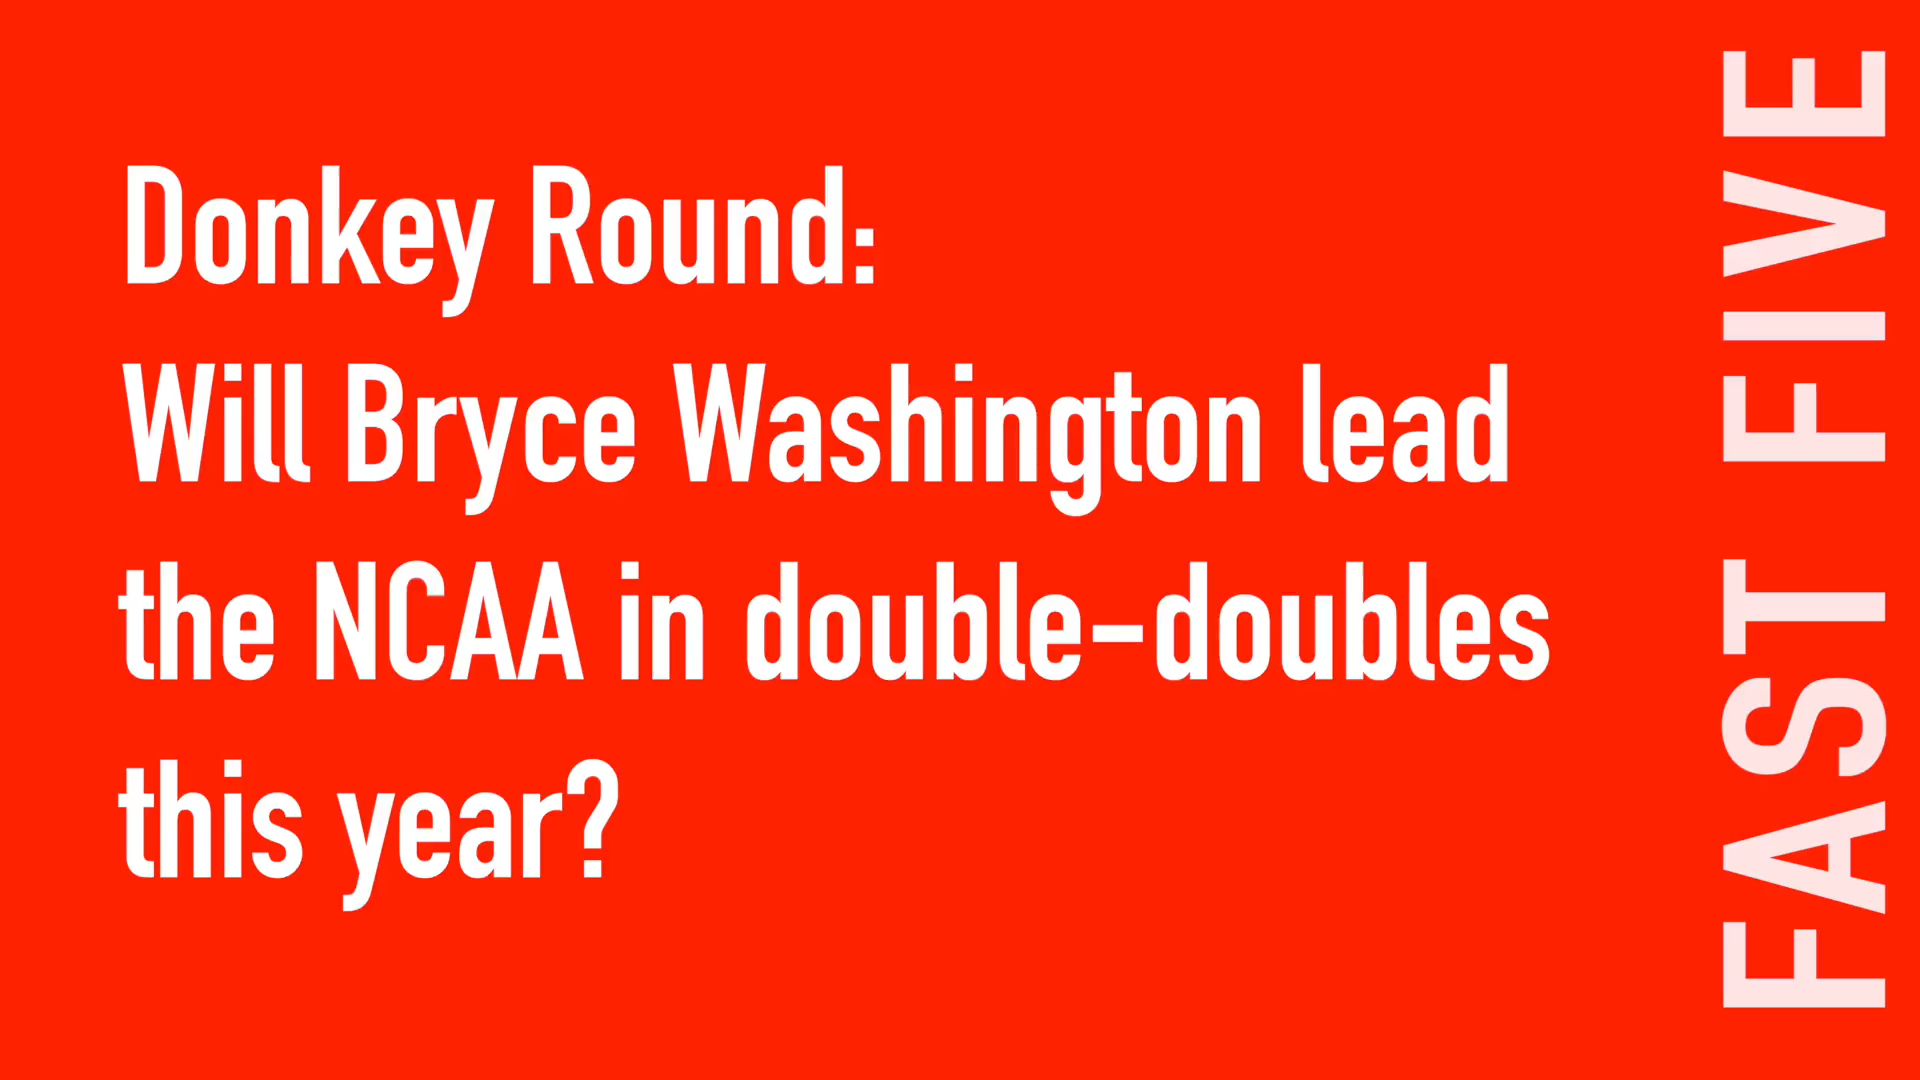 Donkey Round:
Will Bryce Washington lead
the NCAA in double-doubles
this year?
FAST FIVE